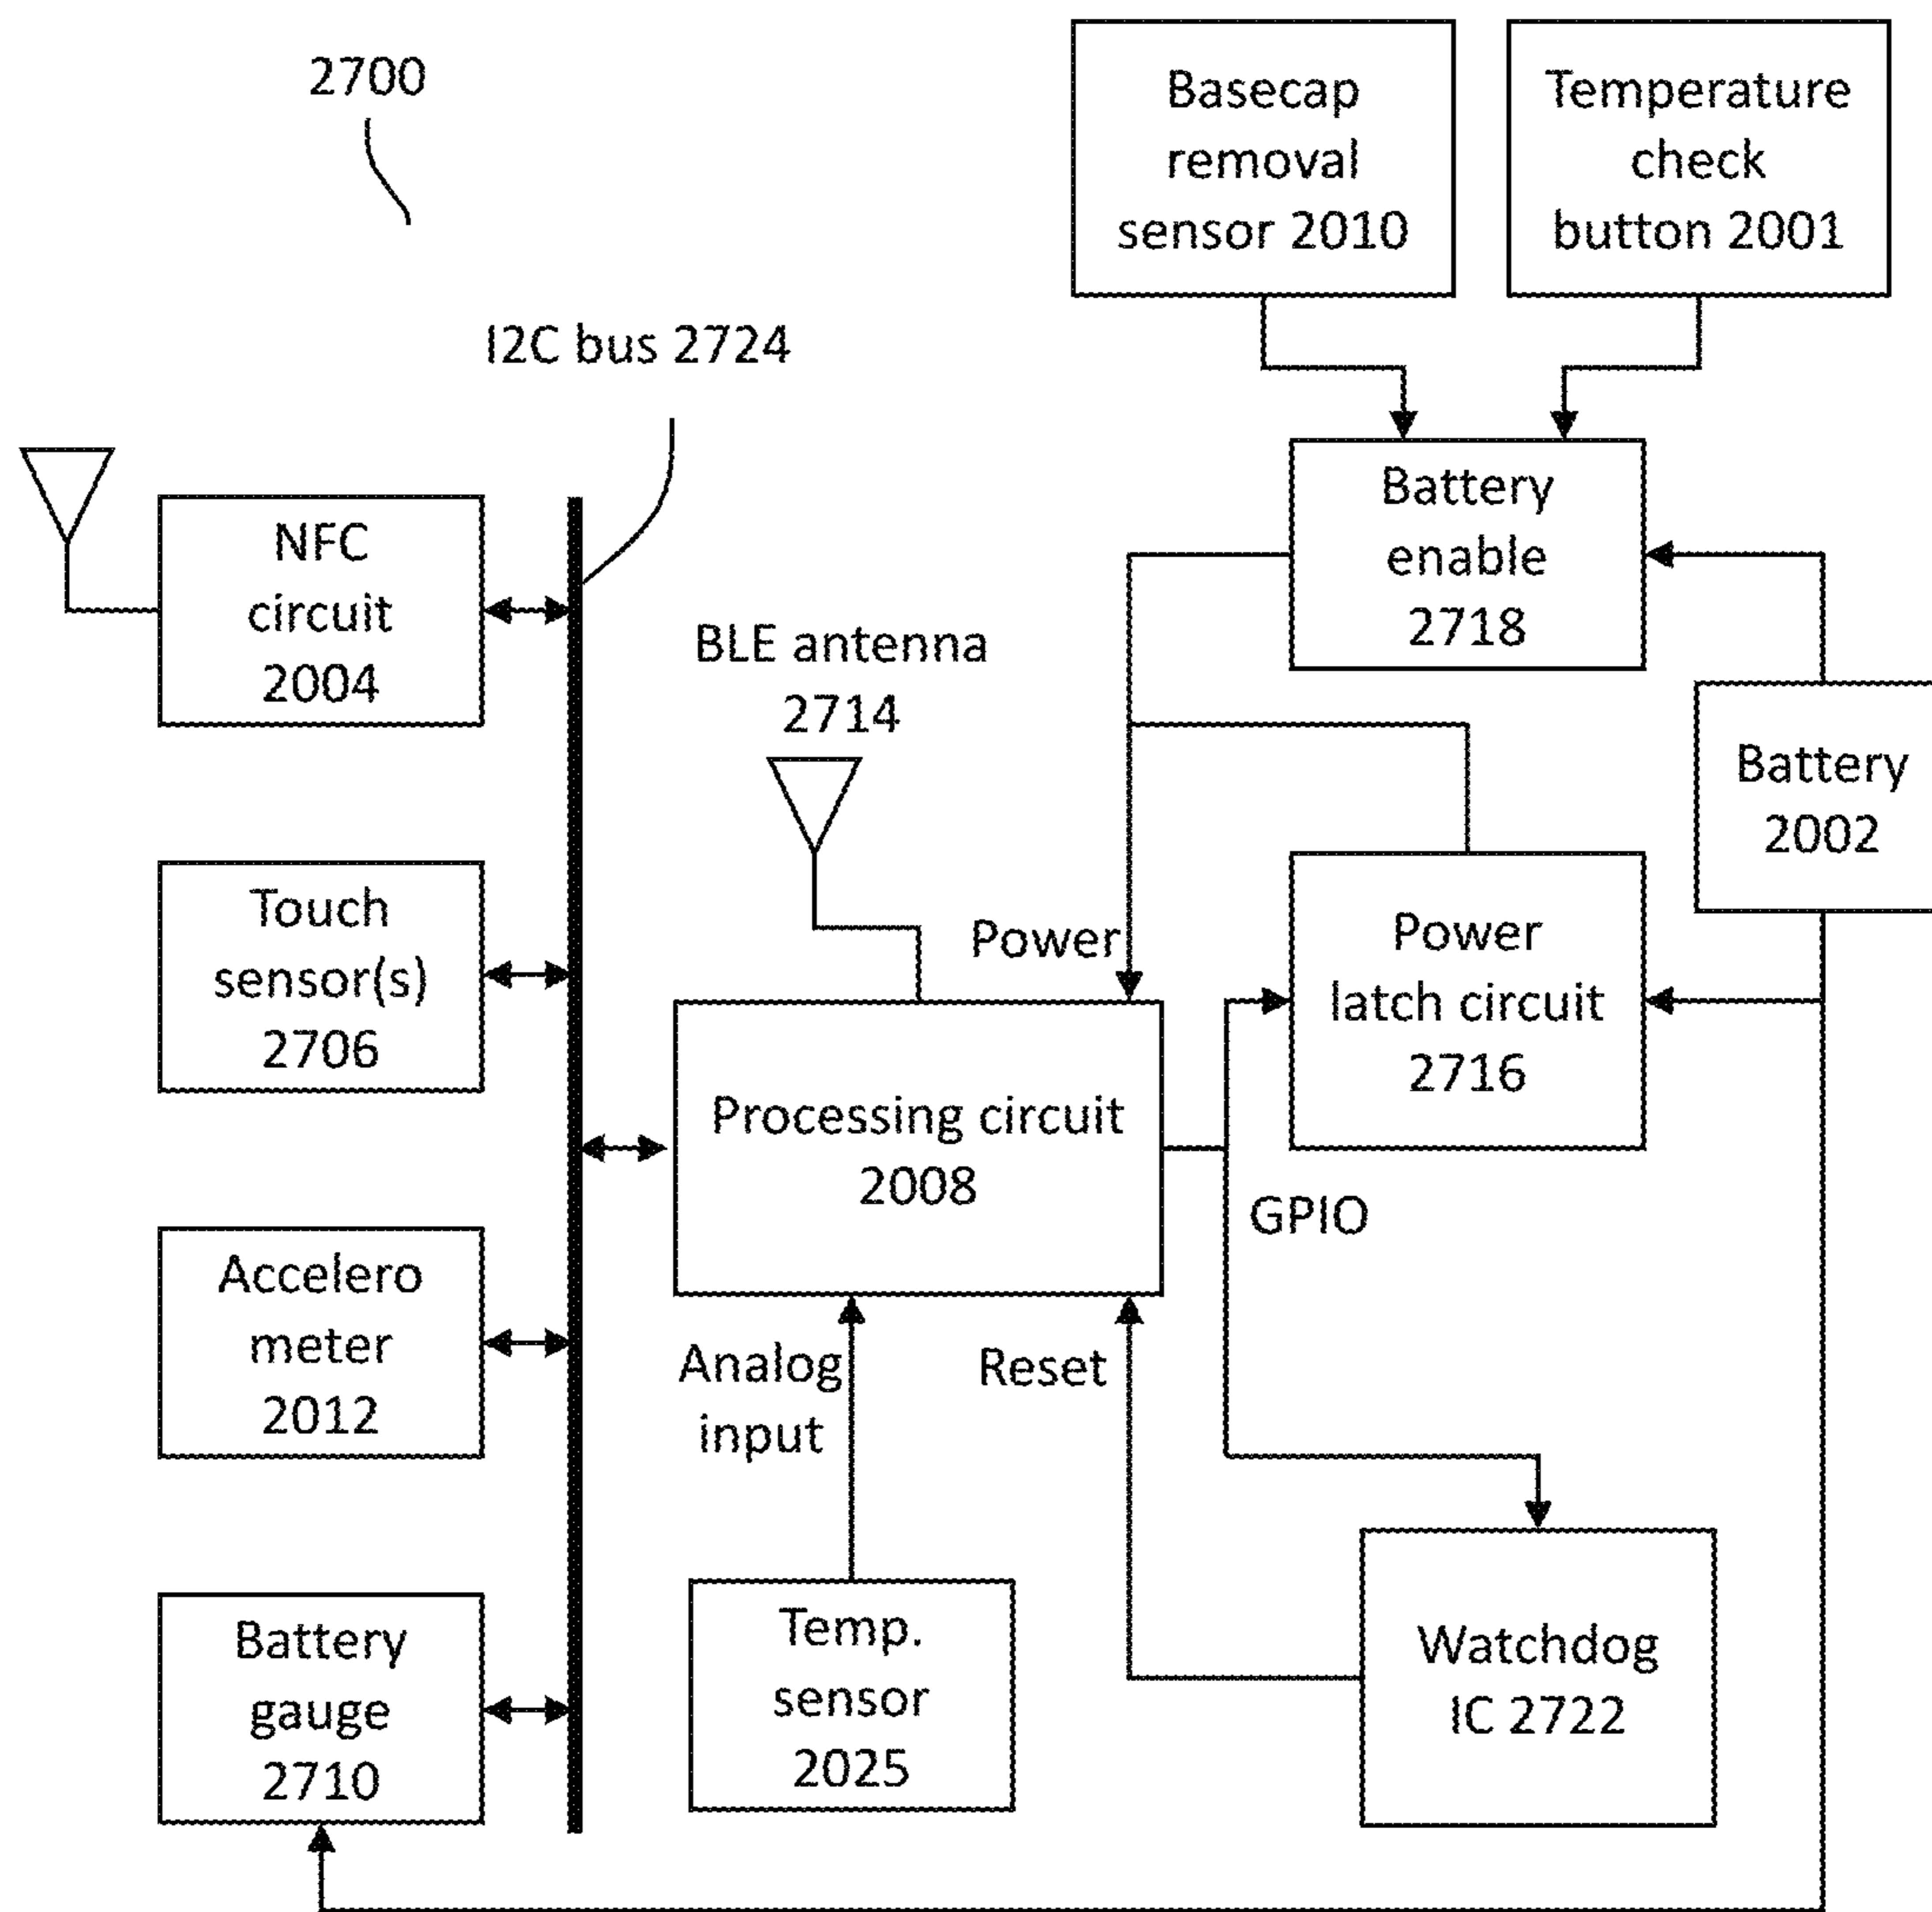 2700
Basecap
removal
sensor 2010
Temperature
check
button 2001
I2C bus 2724
NFC
circuit
2004
Battery
enable
2718
BLE antenna
2714
Battery
2002
Touch
sensor(s)
2706
Power
Power
latch circuit
2716
Processing circuit
2008
GPIO
Accelero
meter
2012
Analog
input
Reset
Battery
gauge
2710
Temp.
sensor
2025
Watchdog
IC 2722